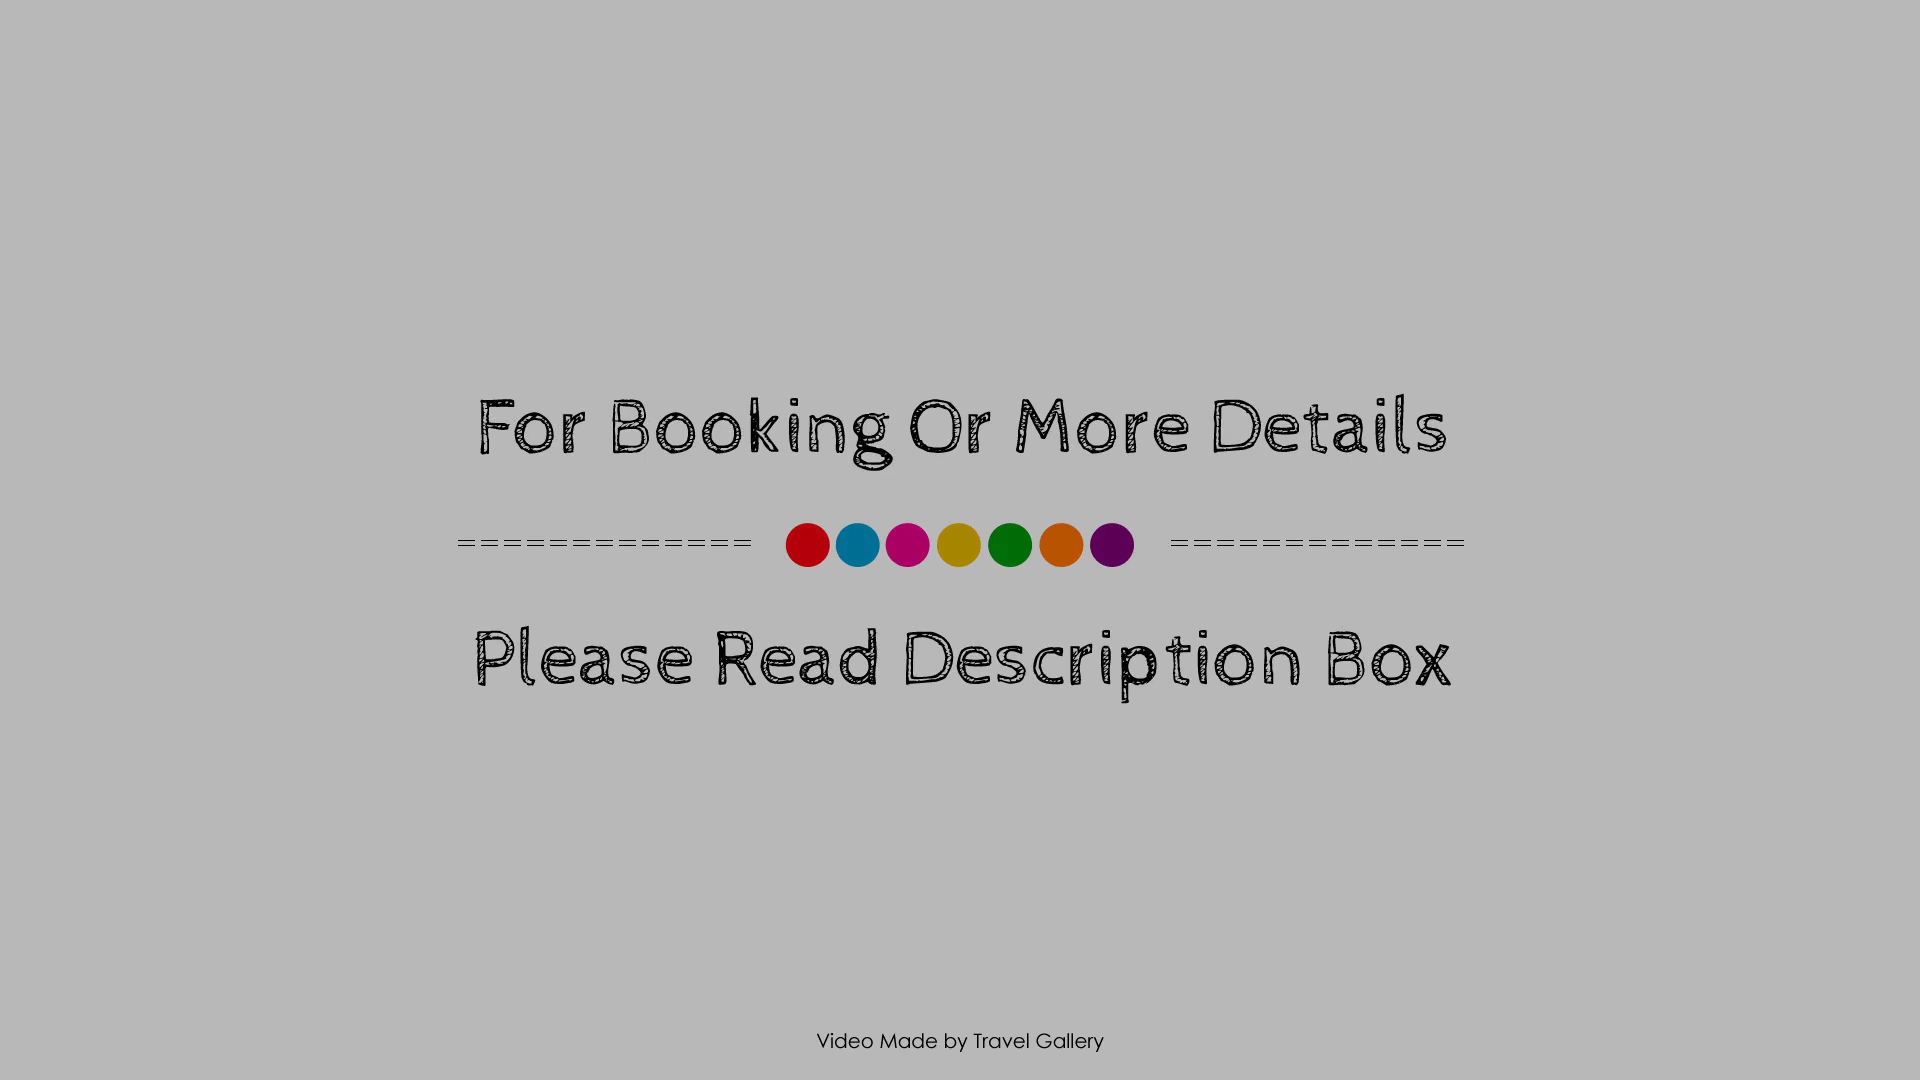 For Booking Or More Details
============= =============
Please Read Description Box
Video Made by Travel Gallery